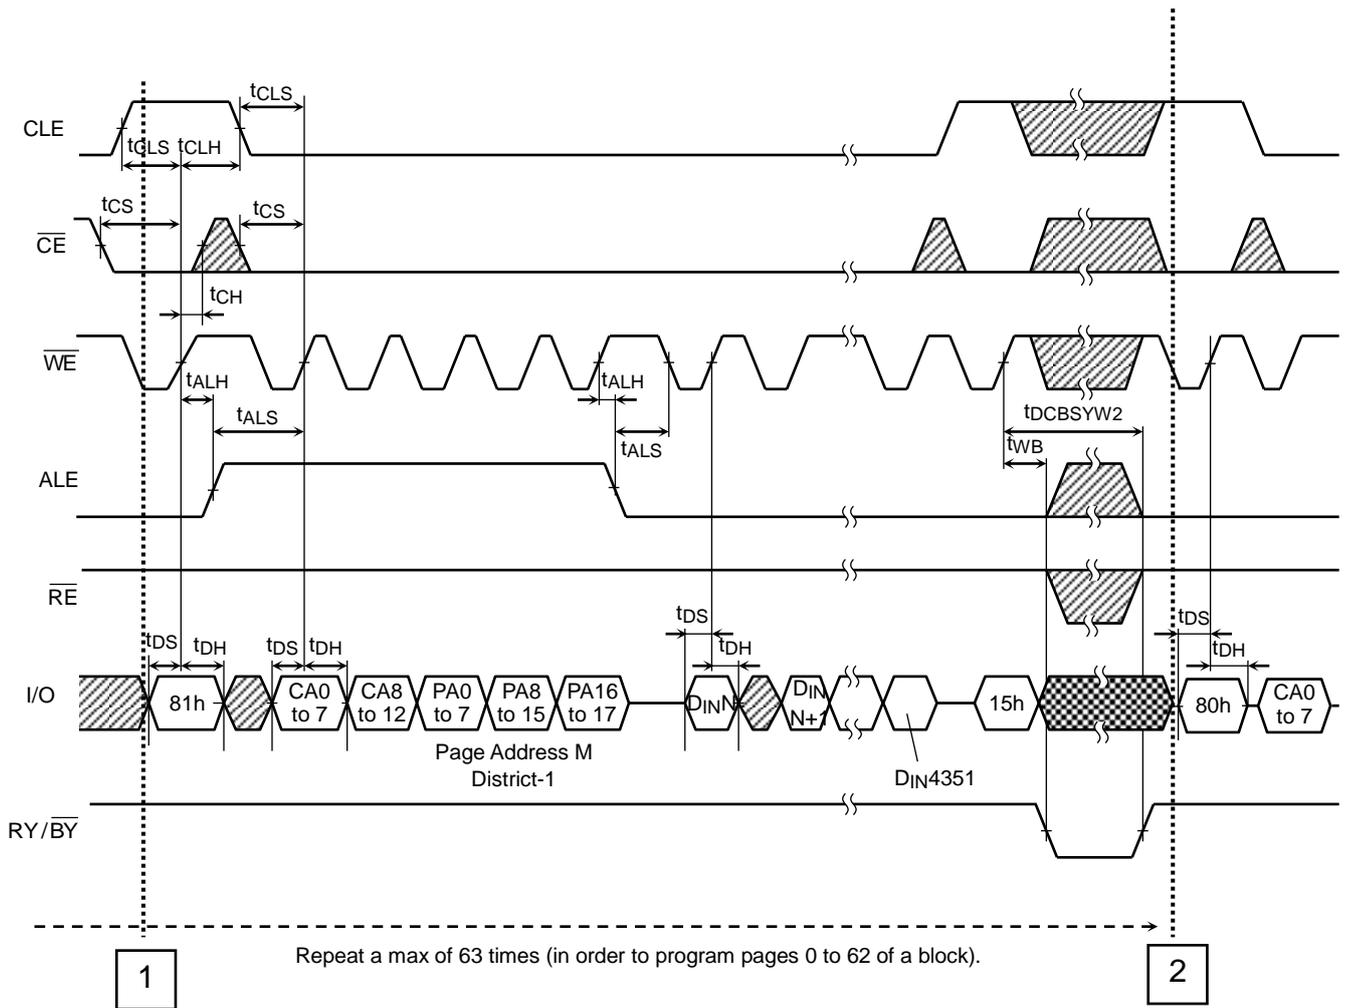 tCLS
CLE
tCLS tCLH
tCS tCS
CE
tCH
WE
tALH tALH
tALS tDCBSYW2
tALS tWB
ALE
RE
tDS tDH tDS tDH tDS tDH tDS tDH
I/O
81h
CA0 to 7
CA8 to 12
PA0 to 7
PA8 to 15
PA16 to 17
DINN
DIN N+1
15h
80h
CA0 to 7
Page Address M
District-1
DIN4351
RY/BY
Repeat a max of 63 times (in order to program pages 0 to 62 of a block).
1
2